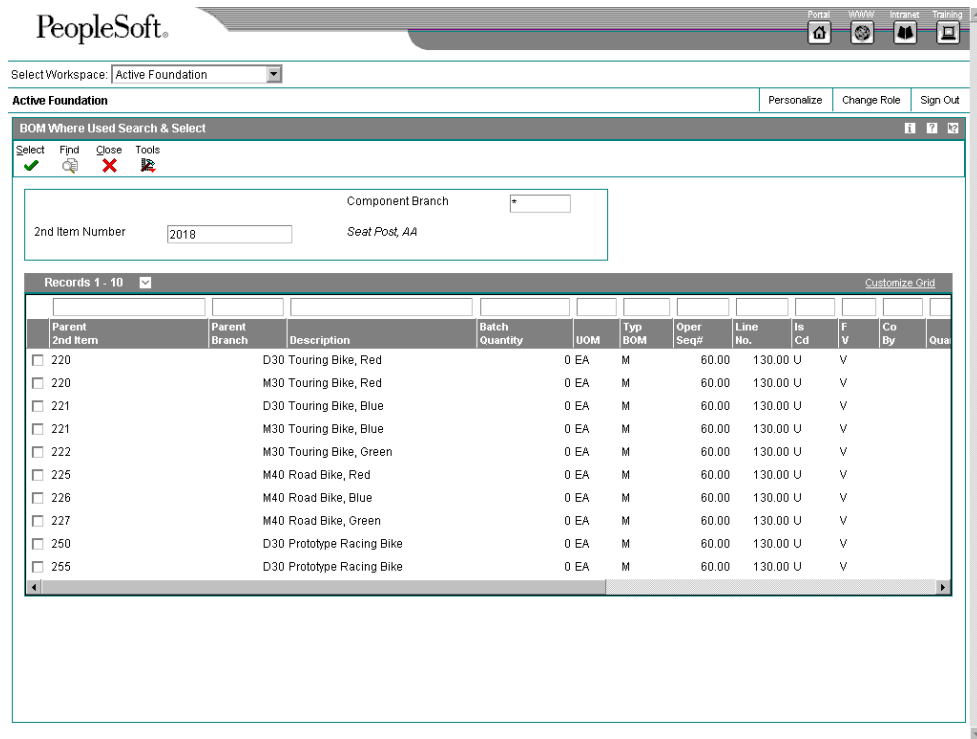 PeopleSoft®
Portal WWW Intranet Training
Select Workspace: Active Foundation
Active Foundation Personalize Change Role Sign Out
BOM Where Used Search & Select
Select Find Close Tools
Component Branch *
2nd Item Number 2018 Seat Post, AA
Records 1 - 10 Customize Grid
Parent 2nd Item Parent Branch Description Batch Quantity UOM Typ BOM Oper Seq# Line No. Is Cd F V Co By Qua
220 D30 Touring Bike, Red 0 EA M 60.00 130.00 U V
220 M30 Touring Bike, Red 0 EA M 60.00 130.00 U V
221 D30 Touring Bike, Blue 0 EA M 60.00 130.00 U V
221 M30 Touring Bike, Blue 0 EA M 60.00 130.00 U V
222 M30 Touring Bike, Green 0 EA M 60.00 130.00 U V
225 M40 Road Bike, Red 0 EA M 60.00 130.00 U V
226 M40 Road Bike, Blue 0 EA M 60.00 130.00 U V
227 M40 Road Bike, Green 0 EA M 60.00 130.00 U V
250 D30 Prototype Racing Bike 0 EA M 60.00 130.00 U V
255 D30 Prototype Racing Bike 0 EA M 60.00 130.00 U V